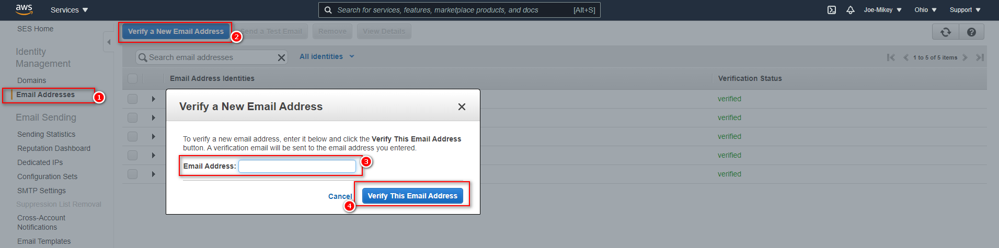 aws
Services
Search for services, features, marketplace products, and docs
[Alt+S]
Joe-Mikey
Ohio
Support
SES Home
Identity
Management
Domains
Email Addresses
1
Email Sending
Sending Statistics
Reputation Dashboard
Dedicated IPs
Configuration Sets
SMTP Settings
Suppression List Removal
Cross-Account
Notifications
Email Templates
Verify a New Email Address
2
Send a Test Email
Remove
View Details
?
Search email addresses
All identities
1 to 5 of 5 items
Email Address Identities
Verification Status
verified
verified
verified
verified
verified
Verify a New Email Address
To verify a new email address, enter it below and click the Verify This Email Address
button. A verification email will be sent to the email address you entered.
Email Address:
3
Cancel
Verify This Email Address
4